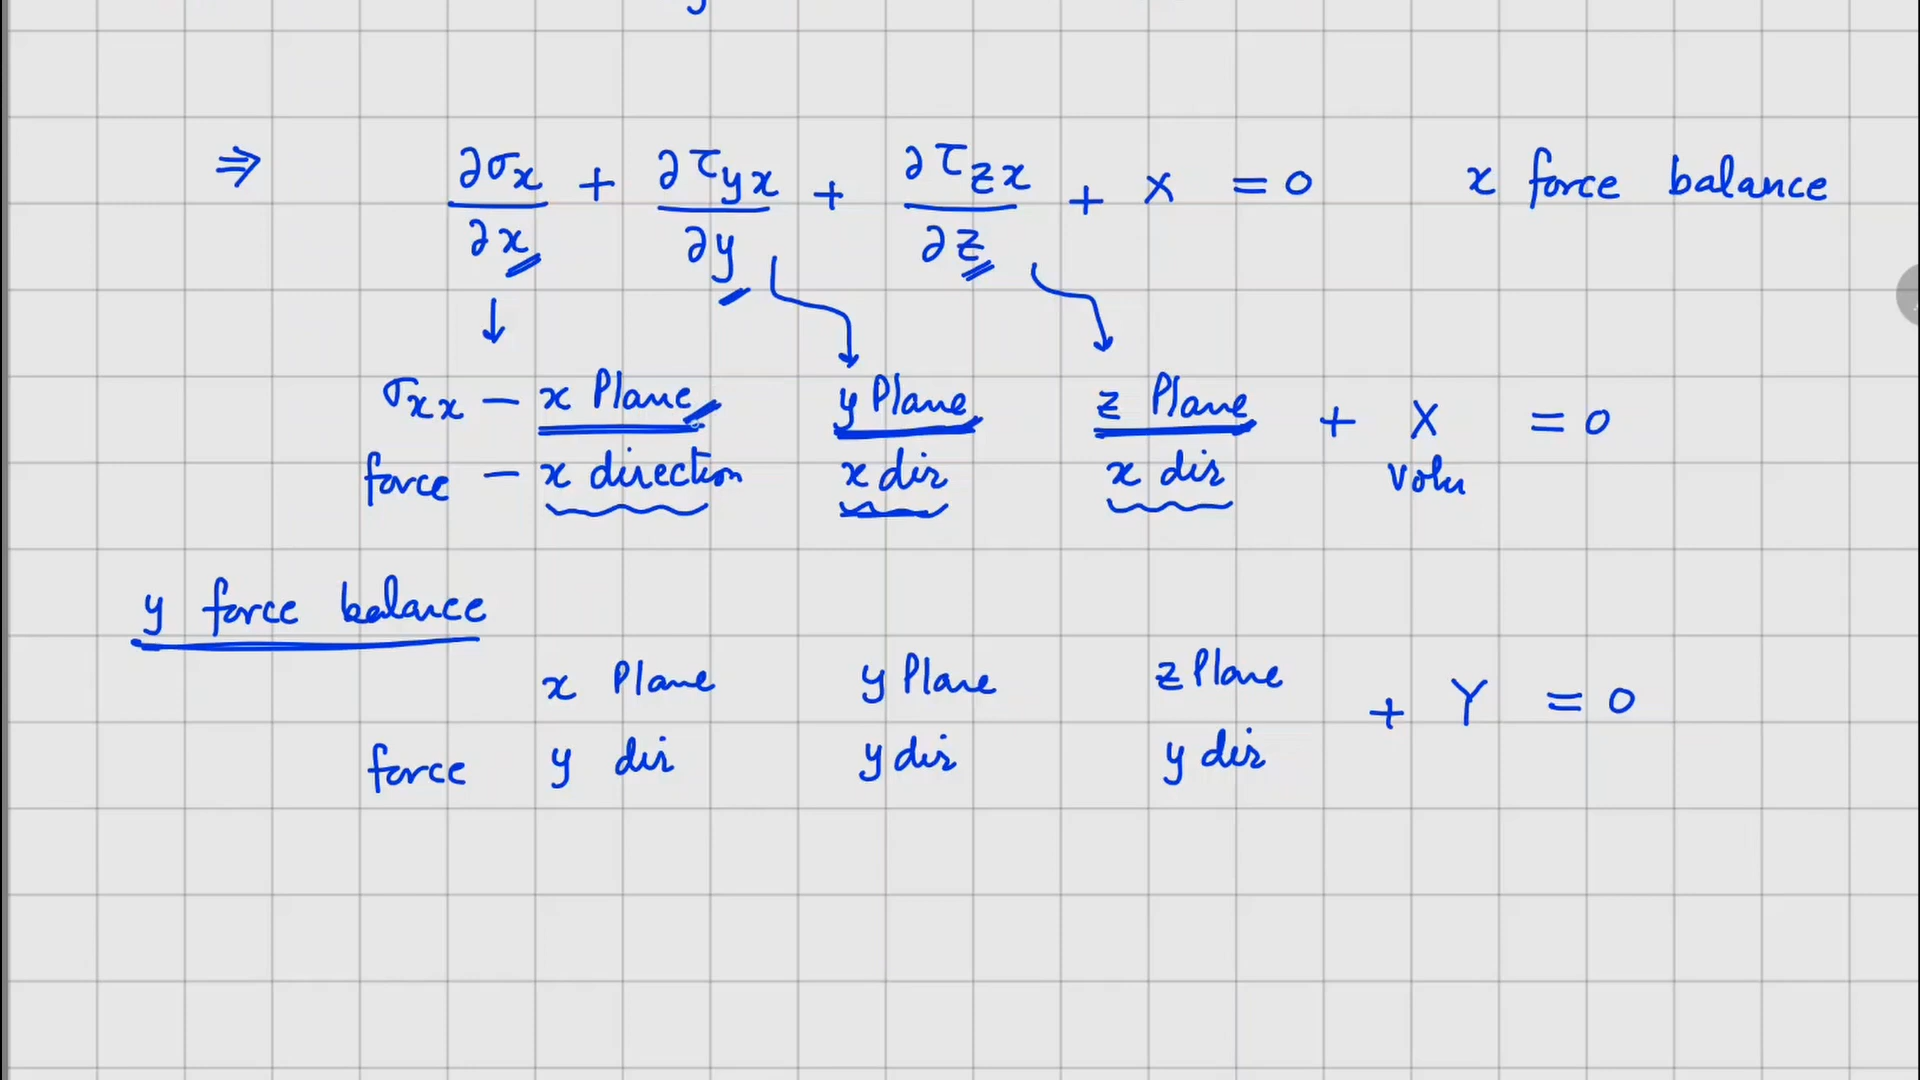 ⇒ ∂σx/∂x + ∂τyx/∂y + ∂τzx/∂z + X = 0 x force balance
σxx – x Plane y Plane z Plane + X = 0
force – x direction x dir x dir Volu
y force balance
x Plane y Plane z Plane + Y = 0
force y dir y dir y dir